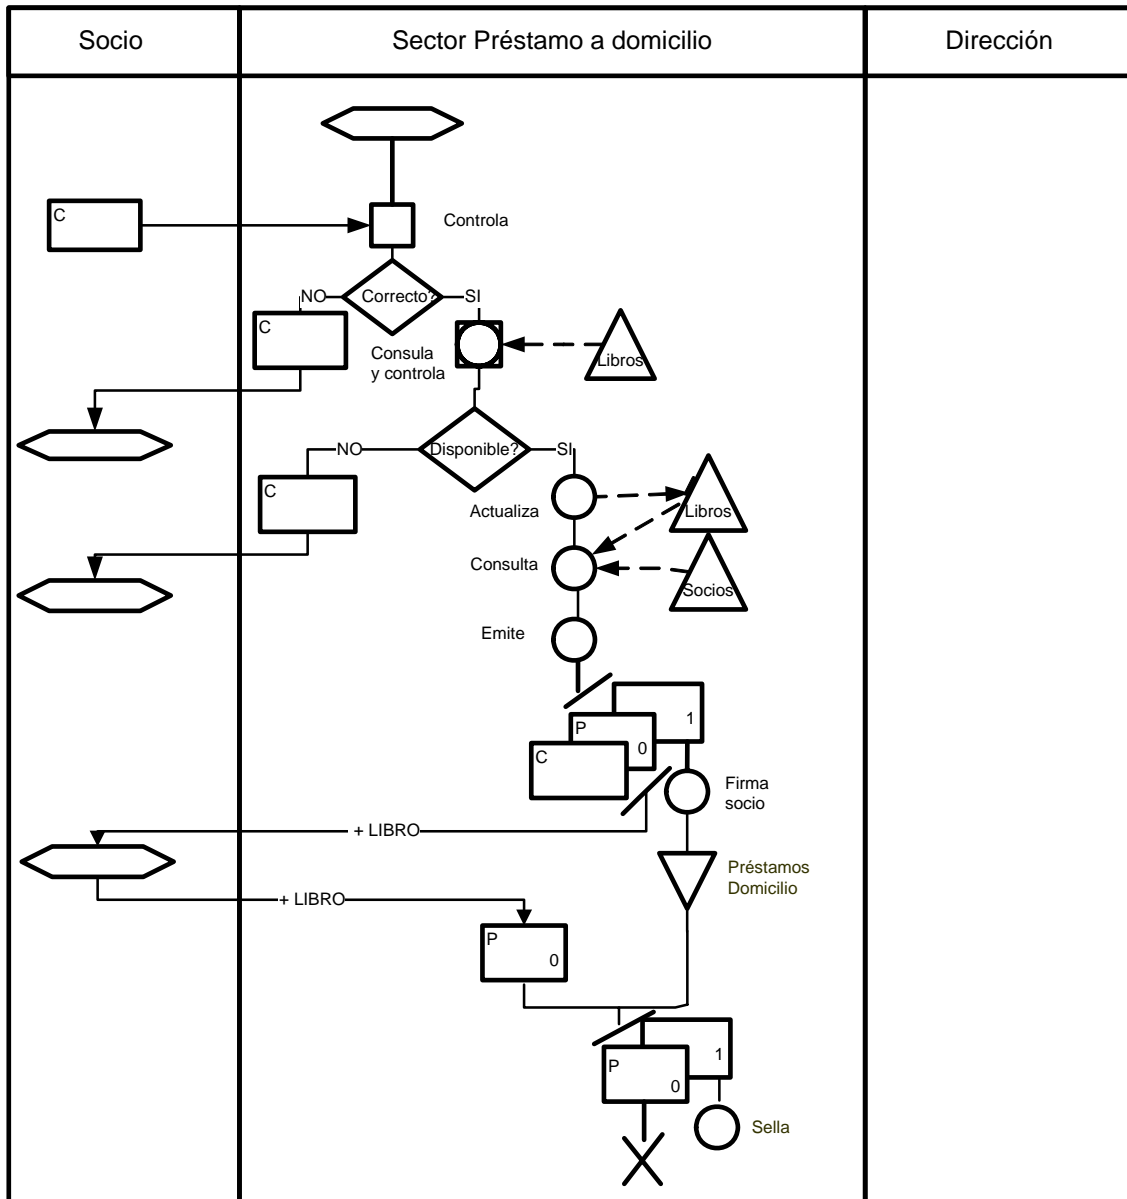 Socio
Sector Préstamo a domicilio
Dirección
C
Controla
NO
Correcto?
SI
C
Consula
y controla
Libros
NO
Disponible?
SI
C
Actualiza
Libros
Consulta
Socios
Emite
1
P
0
C
Firma
socio
+ LIBRO
Préstamos
Domicilio
+ LIBRO
P
0
1
P
0
Sella